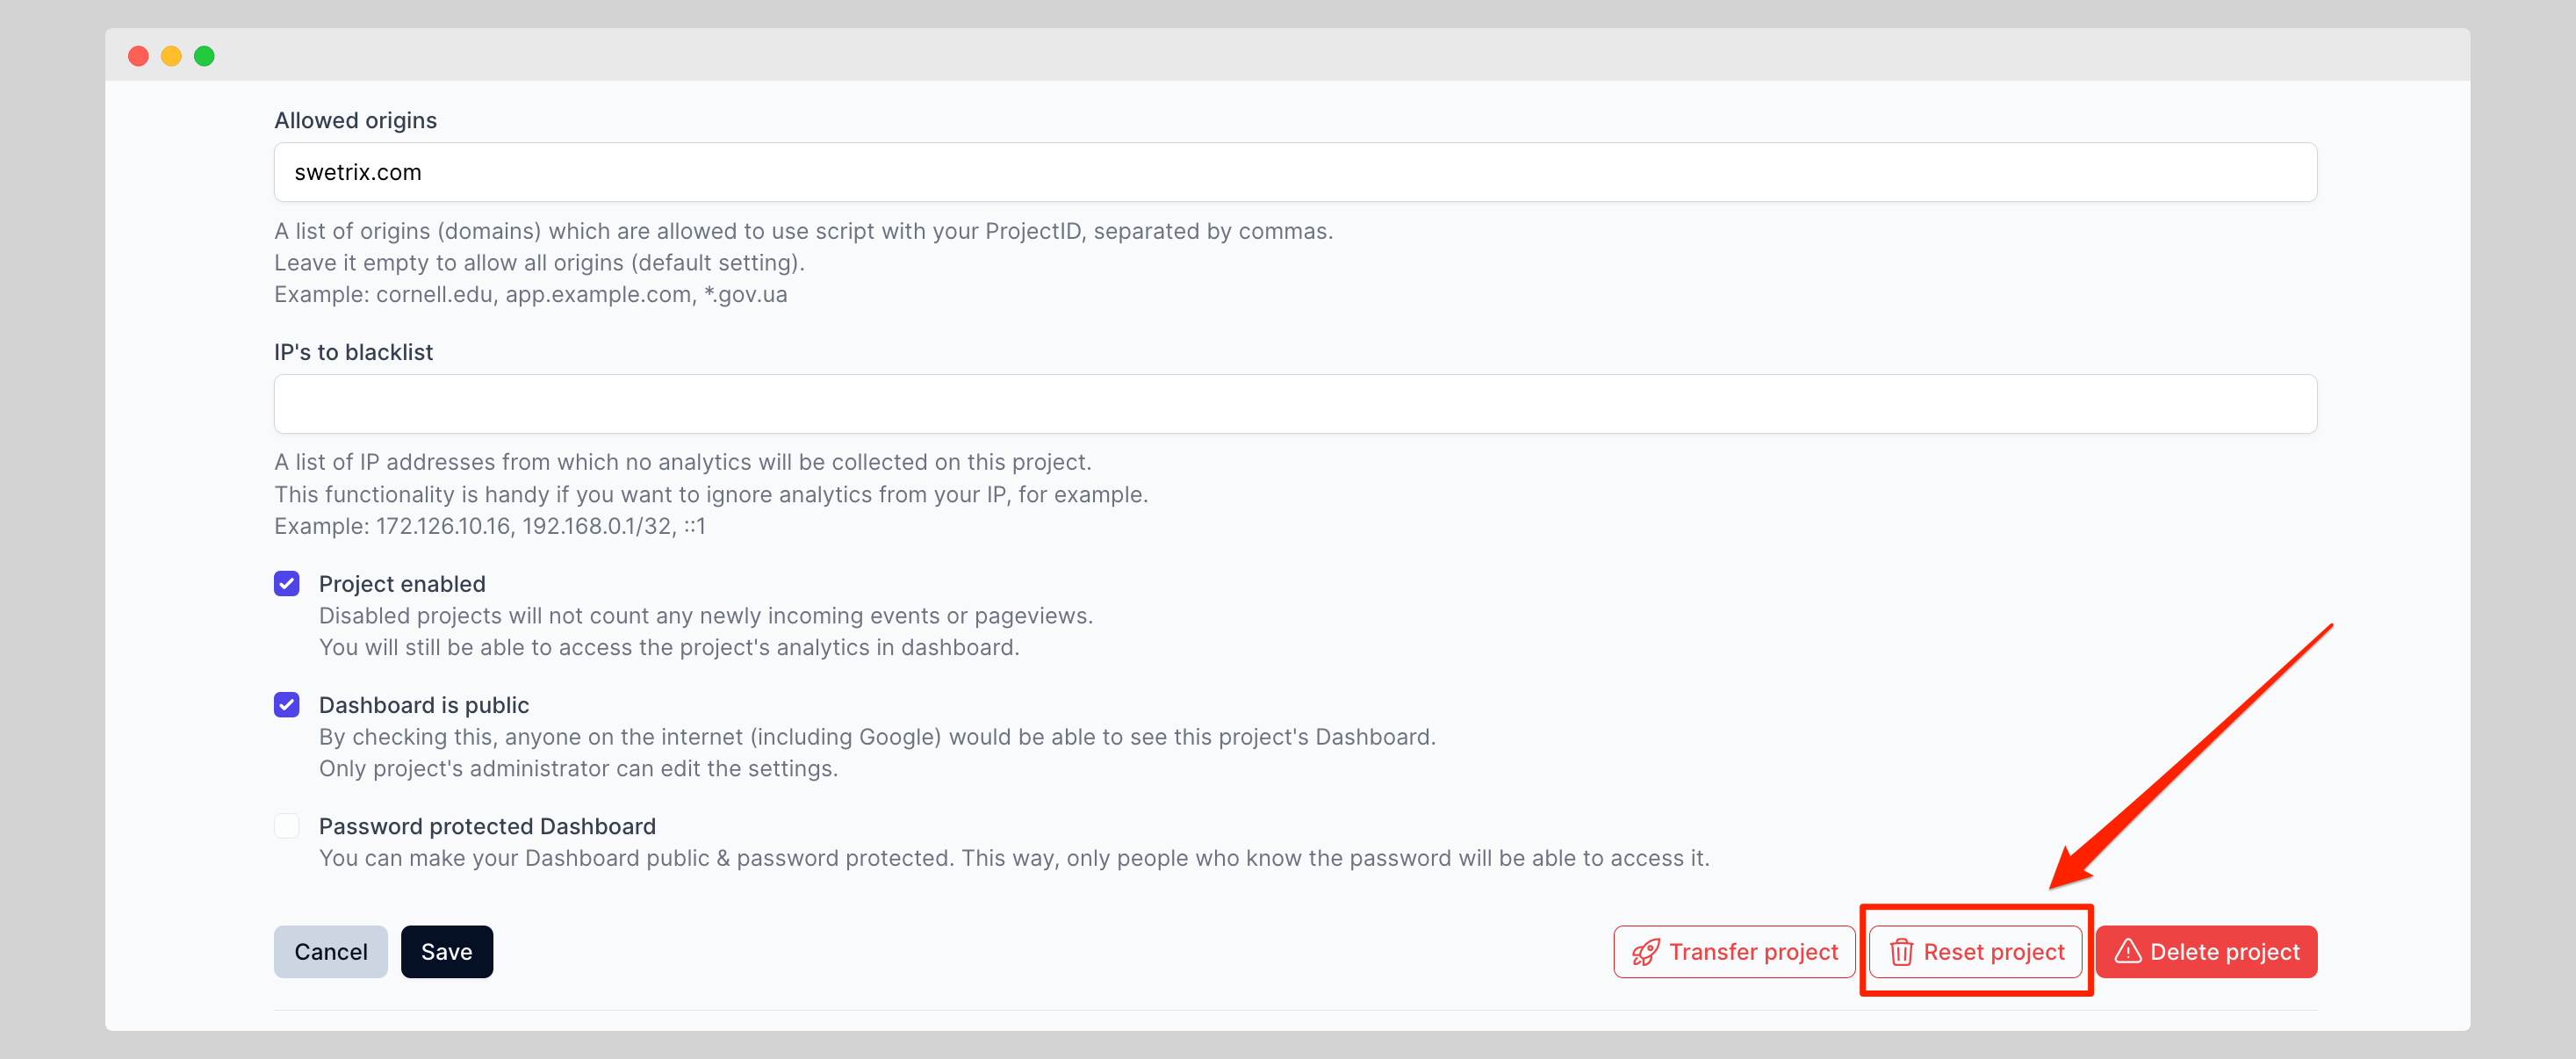 Allowed origins
swetrix.com
A list of origins (domains) which are allowed to use script with your ProjectID, separated by commas.
Leave it empty to allow all origins (default setting).
Example: cornell.edu, app.example.com, *.gov.ua
IP's to blacklist
A list of IP addresses from which no analytics will be collected on this project.
This functionality is handy if you want to ignore analytics from your IP, for example.
Example: 172.126.10.16, 192.168.0.1/32, ::1
Project enabled
Disabled projects will not count any newly incoming events or pageviews.
You will still be able to access the project's analytics in dashboard.
Dashboard is public
By checking this, anyone on the internet (including Google) would be able to see this project's Dashboard.
Only project's administrator can edit the settings.
Password protected Dashboard
You can make your Dashboard public & password protected. This way, only people who know the password will be able to access it.
Cancel Save Transfer project Reset project Delete project